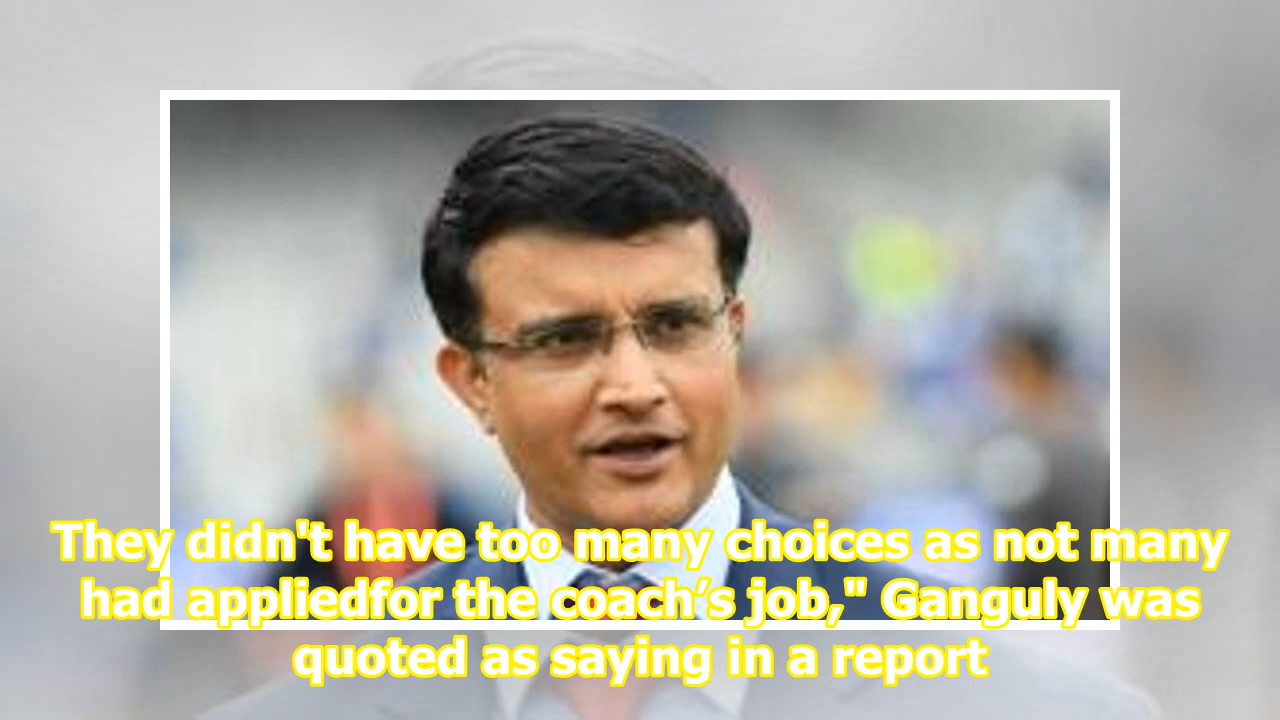 They didn't have too many choices as not many
had appliedfor the coach’s job," Ganguly was
quoted as saying in a report